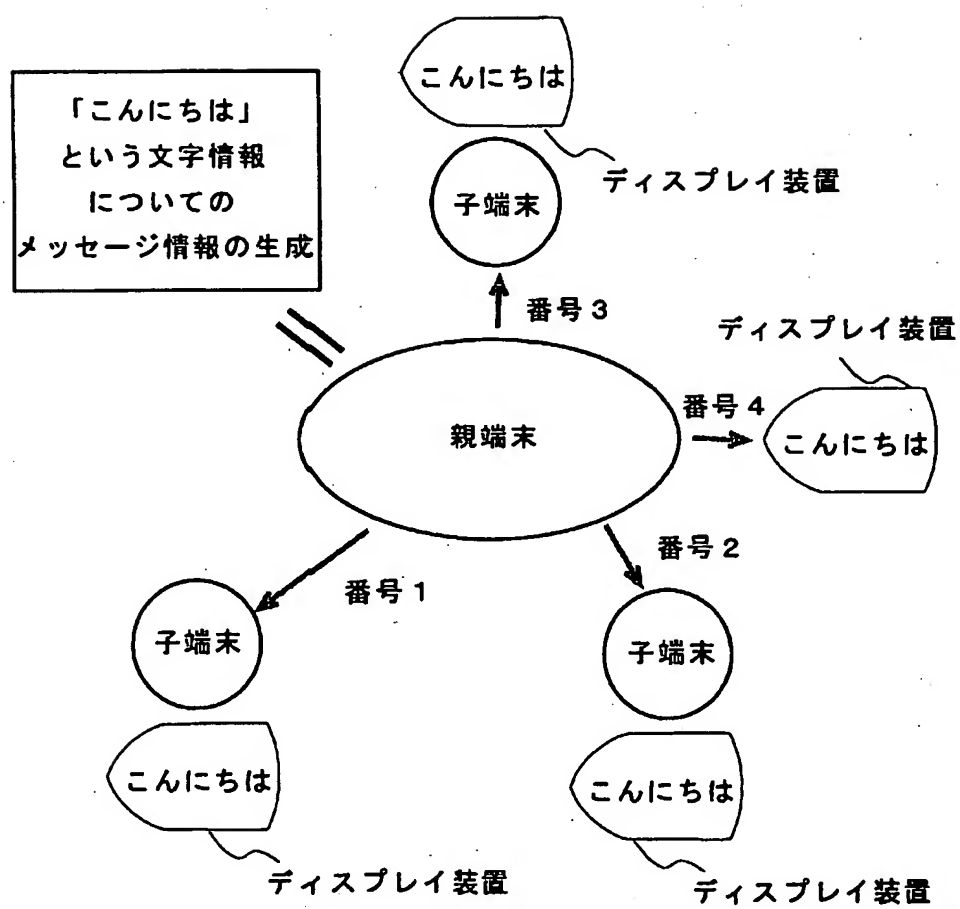 こんにちは
「こんにちは」
という文字情報
についての
メッセージ情報の生成
ディスプレイ装置
子端末
番号3
ディスプレイ装置
番号4
親端末
こんにちは
番号2
番号1
子端末
子端末
こんにちは
こんにちは
ディスプレイ装置
ディスプレイ装置